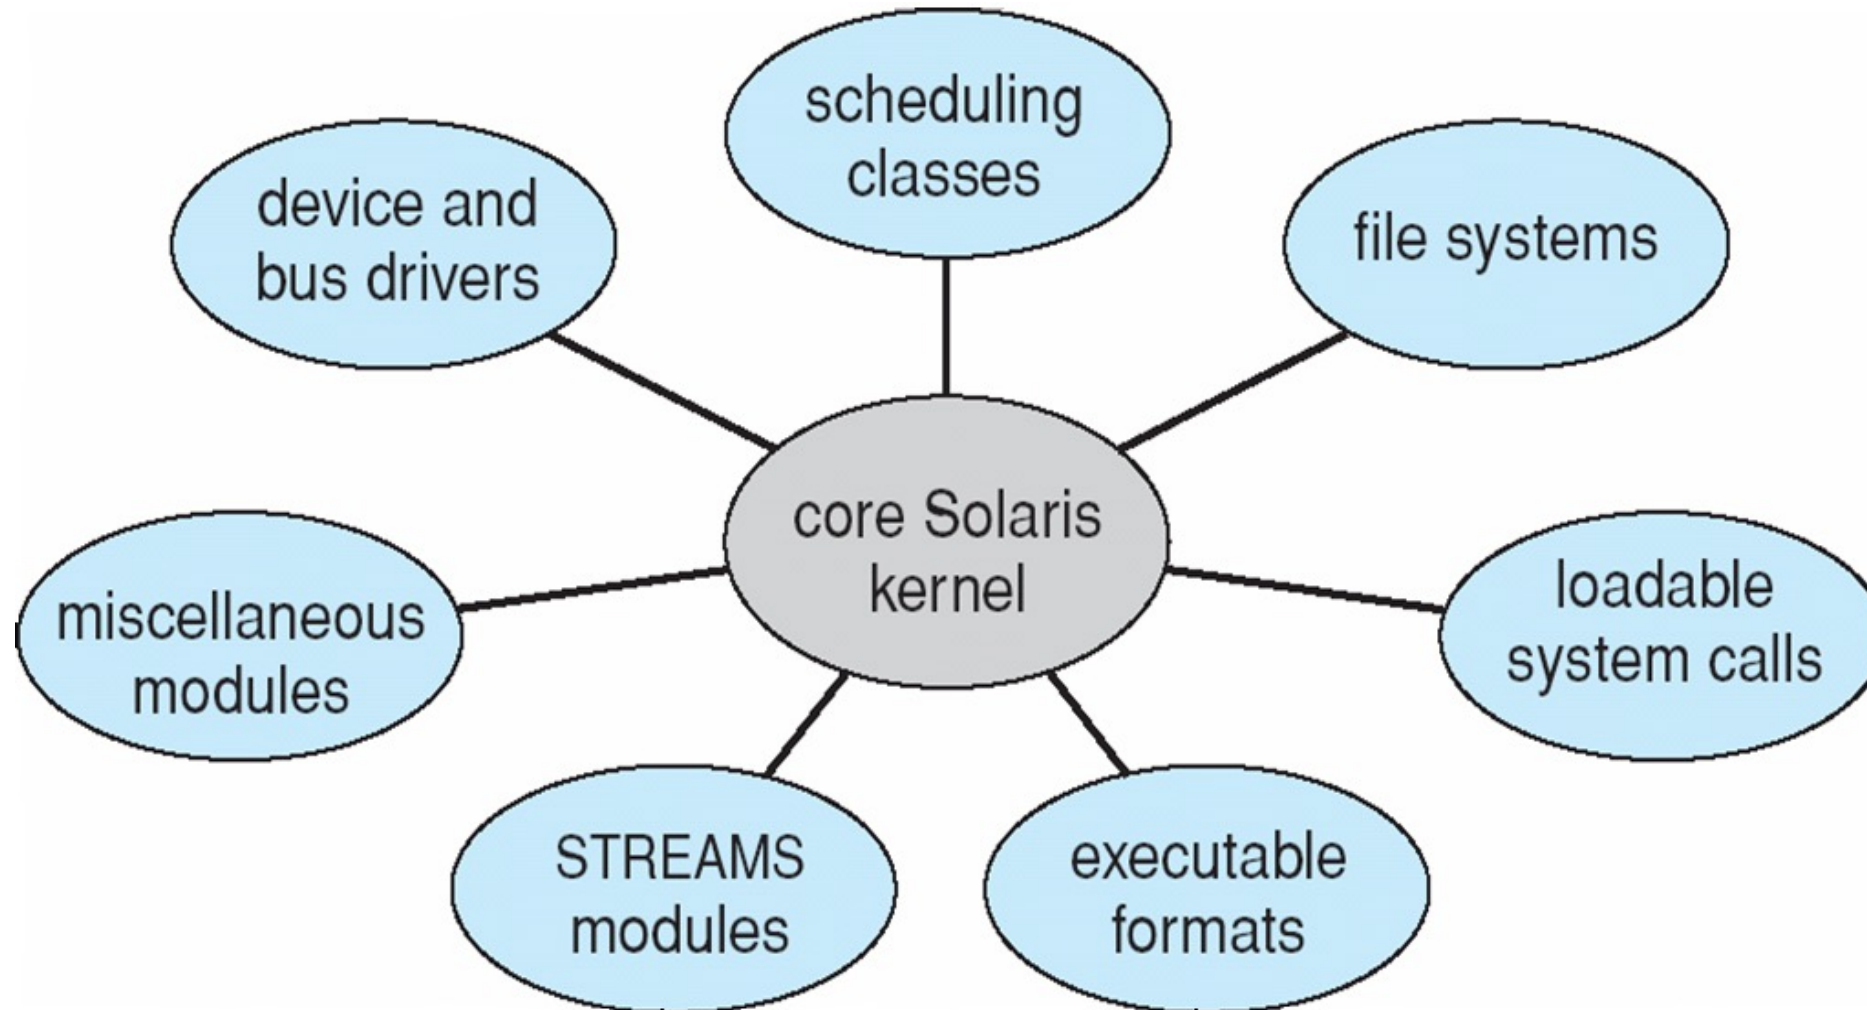 scheduling
classes
device and
bus drivers
file systems
core Solaris
kernel
miscellaneous
modules
loadable
system calls
STREAMS
modules
executable
formats